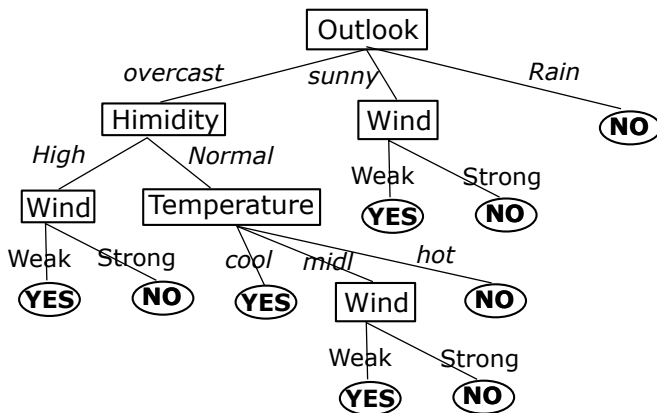 Outlook
overcast
sunny
Rain
Himidity
Wind
NO
High
Normal
Weak
Strong
Wind
Temperature
YES
NO
Weak
Strong
cool
midl
hot
YES
NO
YES
Wind
NO
Weak
Strong
YES
NO